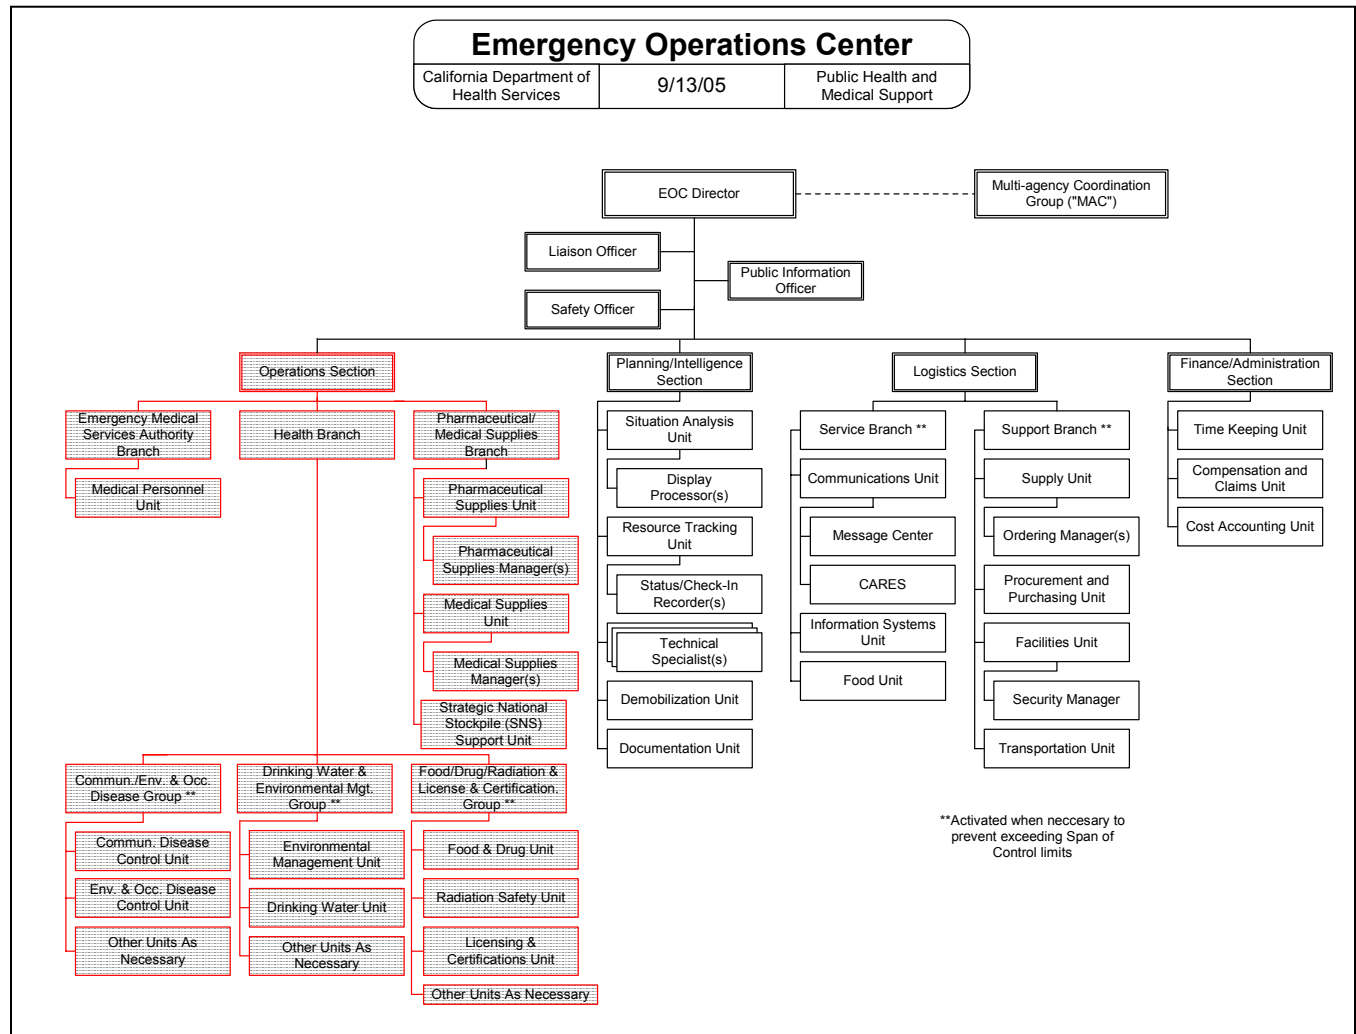 Emergency Operations Center
California Department of
Health Services
9/13/05
Public Health and
Medical Support
EOC Director
Multi-agency Coordination
Group ("MAC")
Liaison Officer
Public Information
Officer
Safety Officer
Operations Section
Planning/Intelligence
Section
Logistics Section
Finance/Administration
Section
Emergency Medical
Services Authority
Branch
Medical Personnel
Unit
Health Branch
Pharmaceutical/
Medical Supplies
Branch
Pharmaceutical
Supplies Unit
Pharmaceutical
Supplies Manager(s)
Medical Supplies
Unit
Medical Supplies
Manager(s)
Strategic National
Stockpile (SNS)
Support Unit
Commun./Env. & Occ.
Disease Group **
Commun. Disease
Control Unit
Env. & Occ. Disease
Control Unit
Other Units As
Necessary
Drinking Water &
Environmental Mgt.
Group **
Environmental
Management Unit
Drinking Water Unit
Other Units As
Necessary
Food/Drug/Radiation &
License & Certification.
Group **
Food & Drug Unit
Radiation Safety Unit
Licensing &
Certifications Unit
Other Units As Necessary
Situation Analysis
Unit
Display
Processor(s)
Resource Tracking
Unit
Status/Check-In
Recorder(s)
Technical
Specialist(s)
Demobilization Unit
Documentation Unit
Service Branch **
Communications Unit
Message Center
CARES
Information Systems
Unit
Food Unit
Support Branch **
Supply Unit
Ordering Manager(s)
Procurement and
Purchasing Unit
Facilities Unit
Security Manager
Transportation Unit
Time Keeping Unit
Compensation and
Claims Unit
Cost Accounting Unit
**Activated when neccesary to
prevent exceeding Span of
Control limits